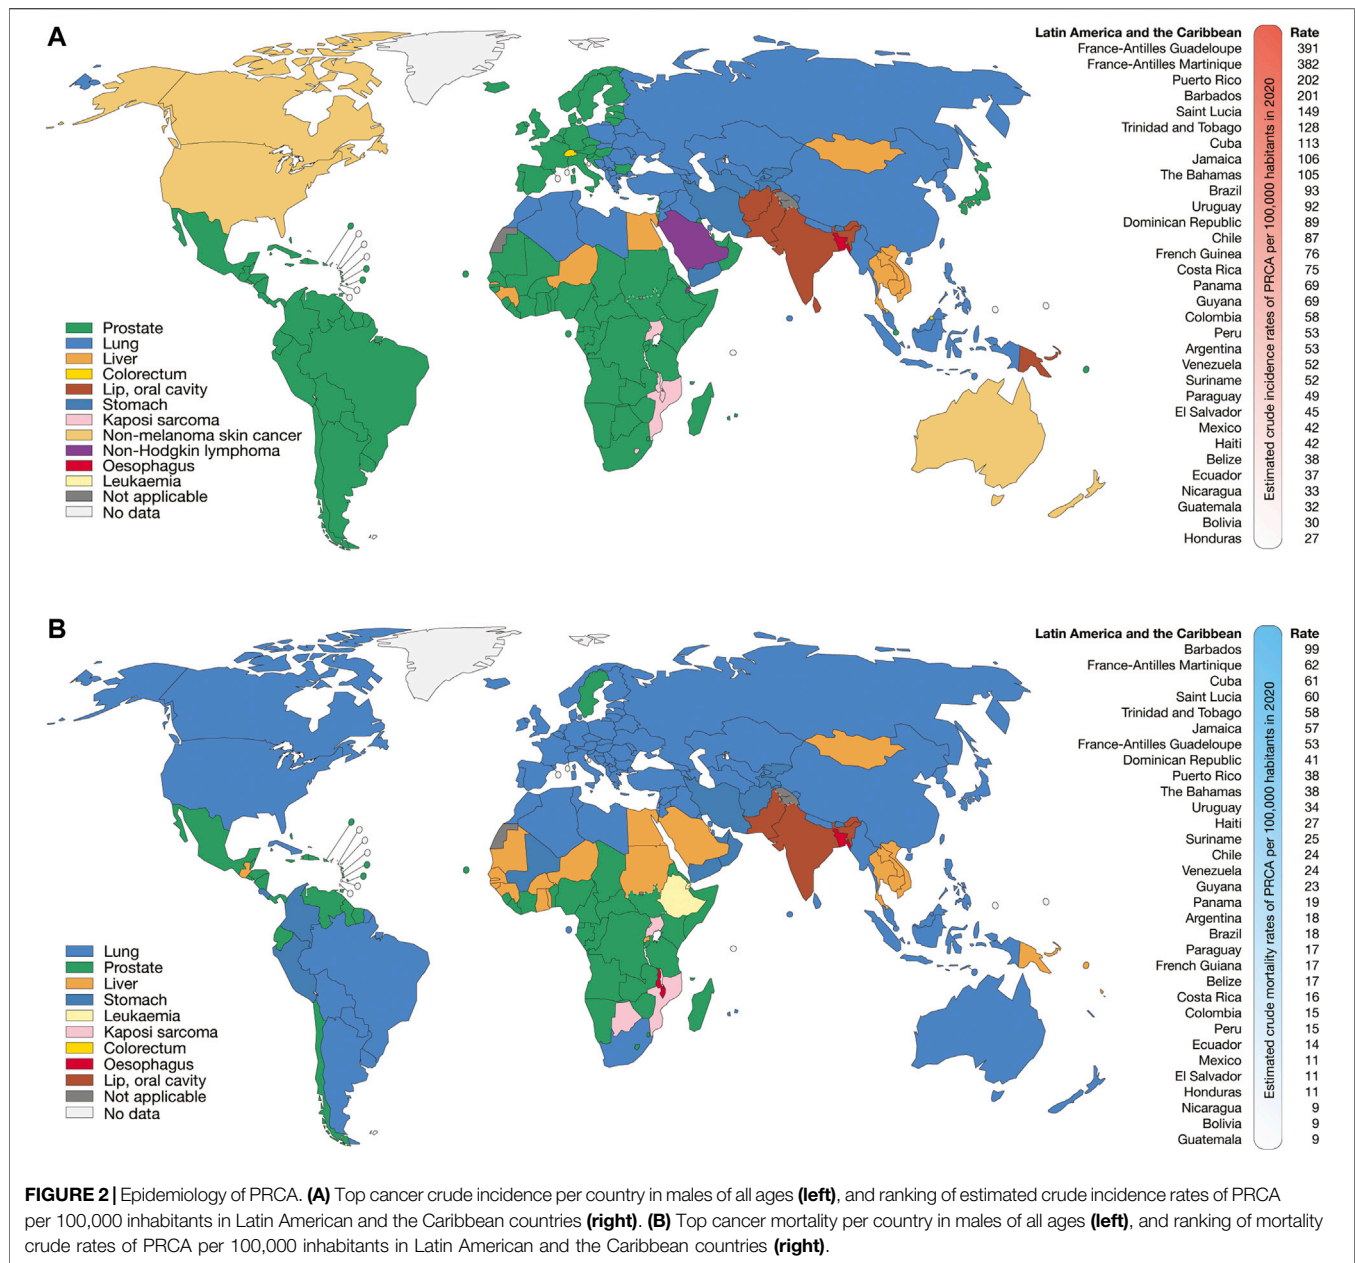 A
Latin America and the Caribbean Rate
France-Antilles Guadeloupe 391
France-Antilles Martinique 382
Puerto Rico 202
Barbados 201
Saint Lucia 149
Trinidad and Tobago 128
Cuba 113
Jamaica 106
The Bahamas 105
Brazil 93
Uruguay 92
Dominican Republic 89
Chile 87
French Guinea 76
Costa Rica 75
Panama 69
Guyana 69
Colombia 58
Peru 53
Argentina 53
Venezuela 52
Suriname 52
Paraguay 49
El Salvador 45
Mexico 42
Haiti 42
Belize 38
Ecuador 37
Nicaragua 33
Guatemala 32
Bolivia 30
Honduras 27
Estimated crude incidence rates of PRCA per 100,000 habitants in 2020
Prostate
Lung
Liver
Colorectum
Lip, oral cavity
Stomach
Kaposi sarcoma
Non-melanoma skin cancer
Non-Hodgkin lymphoma
Oesophagus
Leukaemia
Not applicable
No data
B
Latin America and the Caribbean Rate
Barbados 99
France-Antilles Martinique 62
Cuba 61
Saint Lucia 60
Trinidad and Tobago 58
Jamaica 57
France-Antilles Guadeloupe 53
Dominican Republic 41
Puerto Rico 38
The Bahamas 38
Uruguay 34
Haiti 27
Suriname 25
Chile 24
Venezuela 24
Guyana 23
Panama 19
Argentina 18
Brazil 18
Paraguay 17
French Guiana 17
Belize 17
Costa Rica 16
Colombia 15
Peru 15
Ecuador 14
Mexico 11
El Salvador 11
Honduras 11
Nicaragua 9
Bolivia 9
Guatemala 9
Estimated crude mortality rates of PRCA per 100,000 habitants in 2020
Lung
Prostate
Liver
Stomach
Leukaemia
Kaposi sarcoma
Colorectum
Oesophagus
Lip, oral cavity
Not applicable
No data
FIGURE 2 | Epidemiology of PRCA. (A) Top cancer crude incidence per country in males of all ages (left), and ranking of estimated crude incidence rates of PRCA
per 100,000 inhabitants in Latin American and the Caribbean countries (right). (B) Top cancer mortality per country in males of all ages (left), and ranking of mortality
crude rates of PRCA per 100,000 inhabitants in Latin American and the Caribbean countries (right).